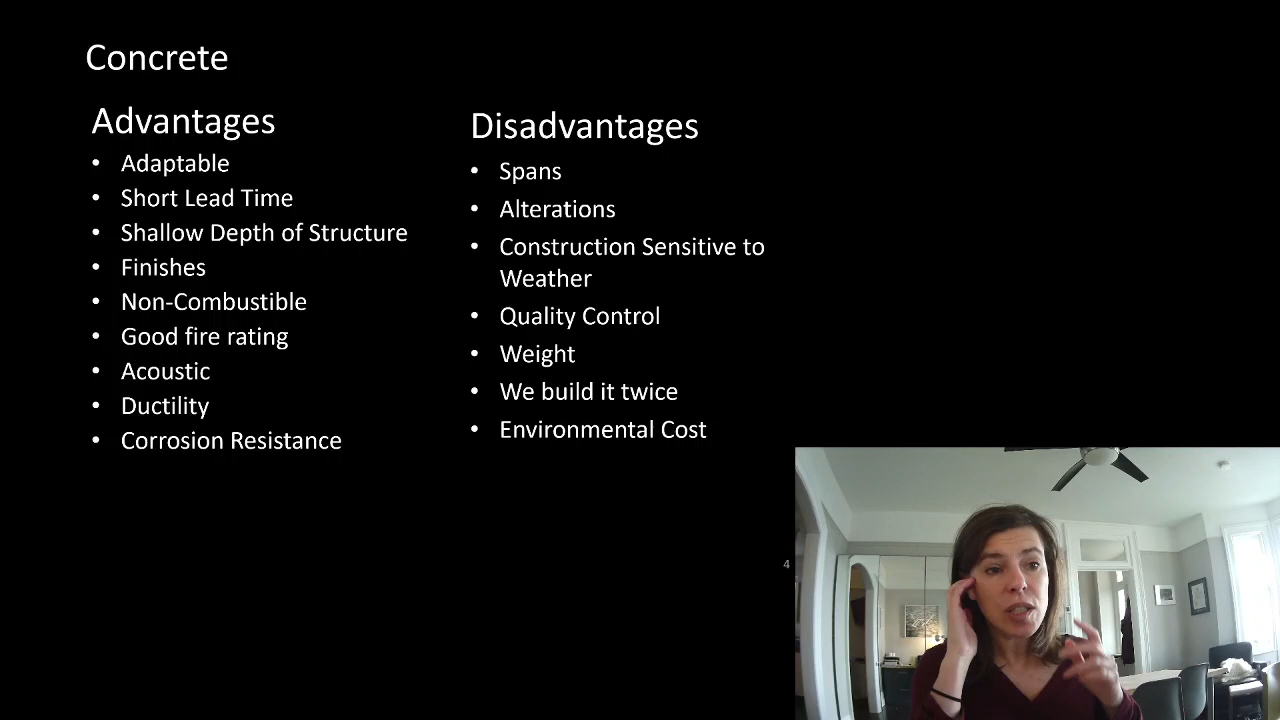 Concrete
Advantages
• Adaptable
• Short Lead Time
• Shallow Depth of Structure
• Finishes
• Non-Combustible
• Good fire rating
• Acoustic
• Ductility
• Corrosion Resistance
Disadvantages
• Spans
• Alterations
• Construction Sensitive to
Weather
• Quality Control
• Weight
• We build it twice
• Environmental Cost
4